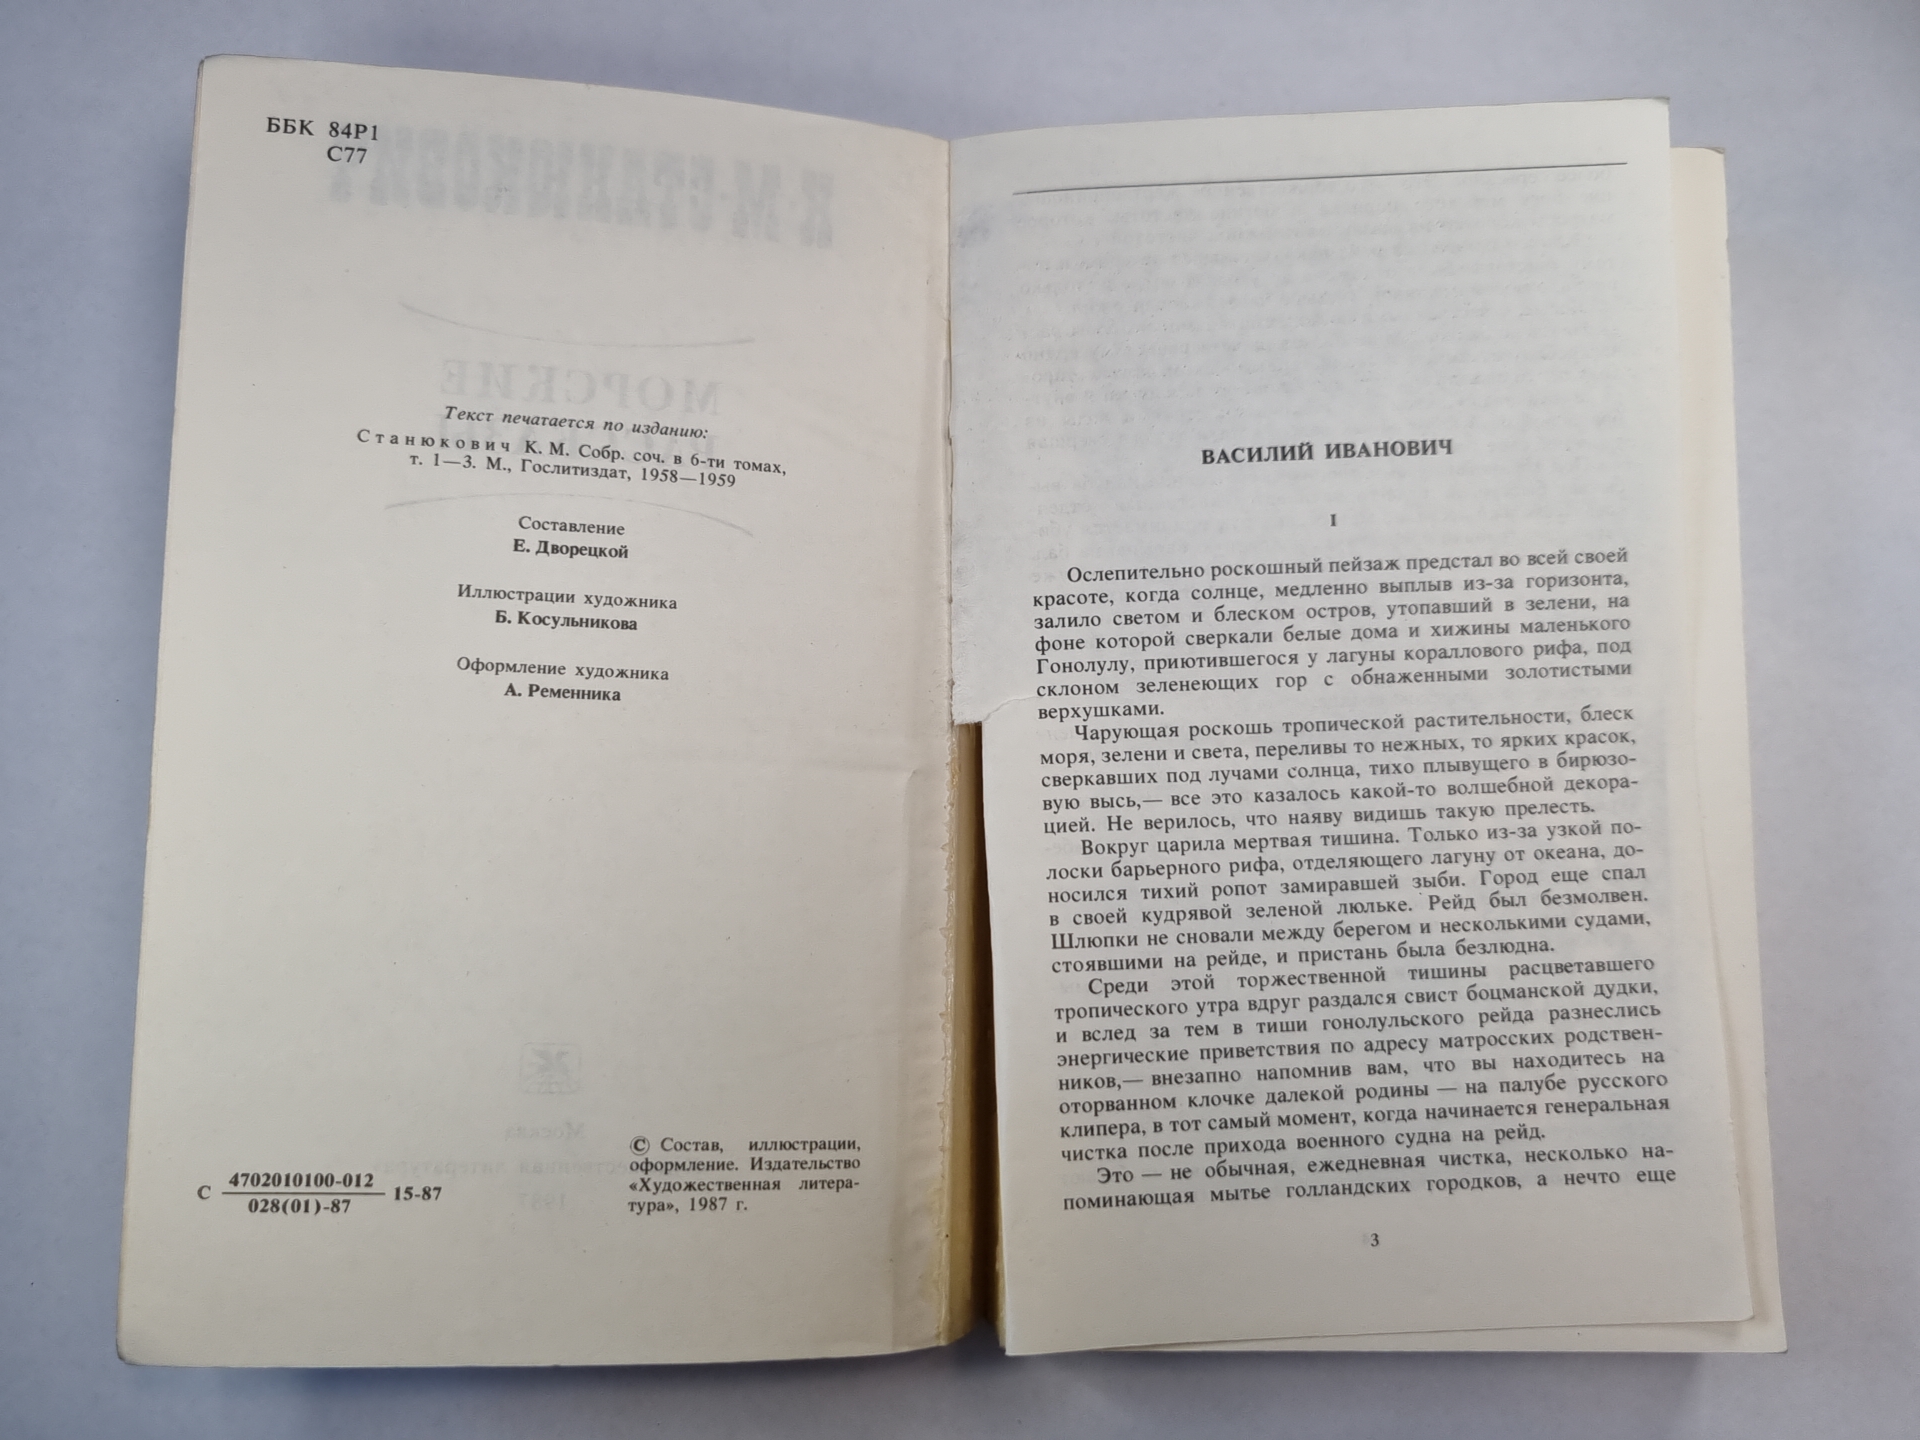 ББК 84Р1
С77
Текст печатается по изданию:
Станюкович К. М. Собр. соч. в 6-ти томах,
т. 1—3. М., Гослитиздат, 1958—1959
Составление
Е. Дворецкой
Иллюстрации художника
Б. Косульникова
Оформление художника
А. Ременника
С 4702010100-012 15-87
028(01)-87
© Состав, иллюстрации,
оформление. Издательство
«Художественная литера-
тура», 1987 г.
ВАСИЛИЙ ИВАНОВИЧ
I
Ослепительно роскошный пейзаж предстал во всей своей
красоте, когда солнце, медленно выплыв из-за горизонта,
залило светом и блеском остров, утопавший в зелени, на
фоне которой сверкали белые дома и хижины маленького
Гонолулу, приютившегося у лагуны кораллового рифа, под
склоном зеленеющих гор с обнаженными золотистыми
верхушками.
Чарующая роскошь тропической растительности, блеск
моря, зелени и света, переливы то нежных, то ярких красок,
сверкавших под лучами солнца, тихо плывущего в бирюзо-
вую высь,— все это казалось какой-то волшебной декора-
цией. Не верилось, что наяву видишь такую прелесть.
Вокруг царила мертвая тишина. Только из-за узкой по-
лоски барьерного рифа, отделяющего лагуну от океана, до-
носился тихий ропот замиравшей зыби. Город еще спал
в своей кудрявой зеленой люльке. Рейд был безмолвен.
Шлюпки не сновали между берегом и несколькими судами,
стоявшими на рейде, и пристань была безлюдна.
Среди этой торжественной тишины расцветавшего
тропического утра вдруг раздался свист боцманской дудки,
и вслед за тем в тиши гонолульского рейда разнеслись
энергические приветствия по адресу матросских родствен-
ников,— внезапно напомнив вам, что вы находитесь на
оторванном клочке далекой родины — на палубе русского
клипера, в тот самый момент, когда начинается генеральная
чистка после прихода военного судна на рейд.
Это — не обычная, ежедневная чистка, несколько на-
поминающая мытье голландских городков, а нечто еще
3